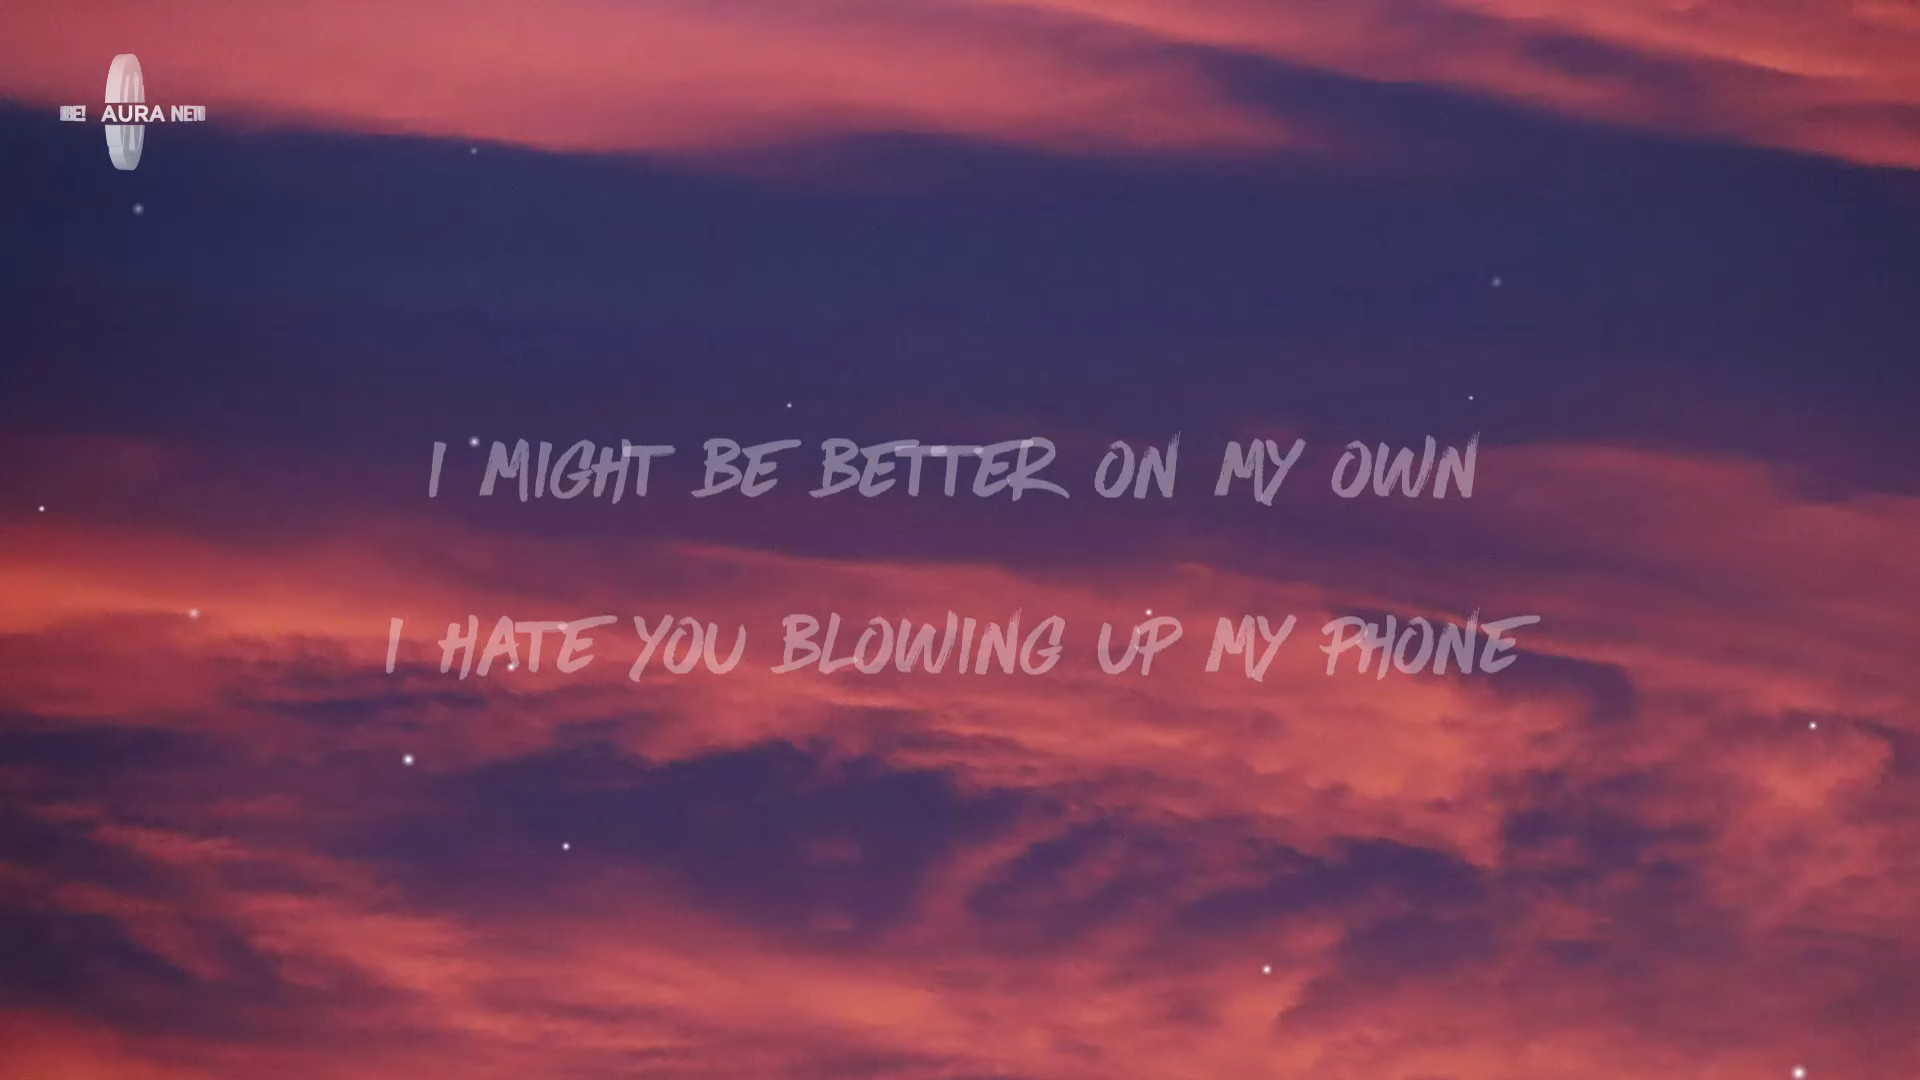 AURA
I MIGHT BE BETTER ON MY OWN
I HATE YOU BLOWING UP MY PHONE